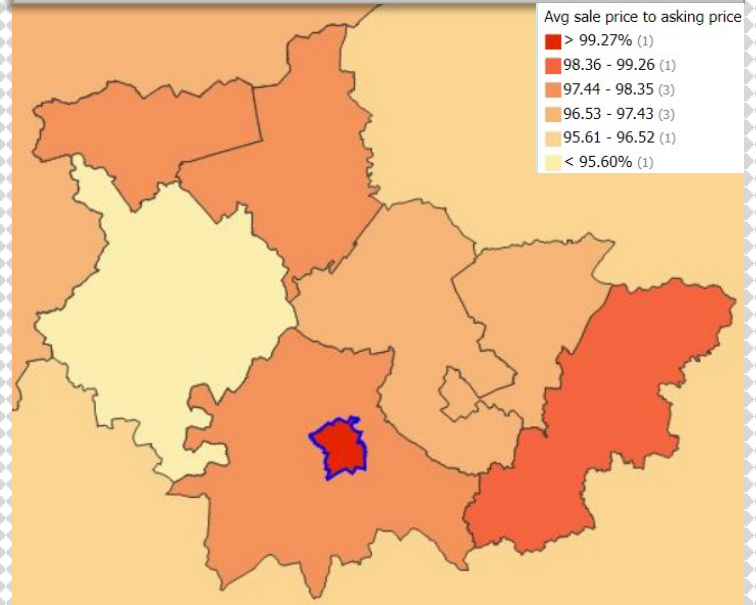 Avg sale price to asking price
> 99.27% (1)
98.36 - 99.26 (1)
97.44 - 98.35 (3)
96.53 - 97.43 (3)
95.61 - 96.52 (1)
< 95.60% (1)